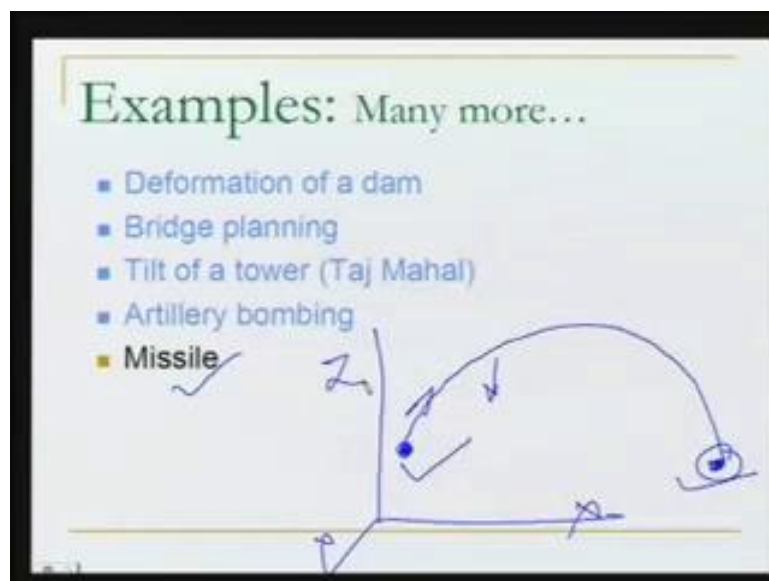 Examples: Many more...
Deformation of a dam
Bridge planning
Tilt of a tower (Taj Mahal)
Artillery bombing
Missile
Z
X